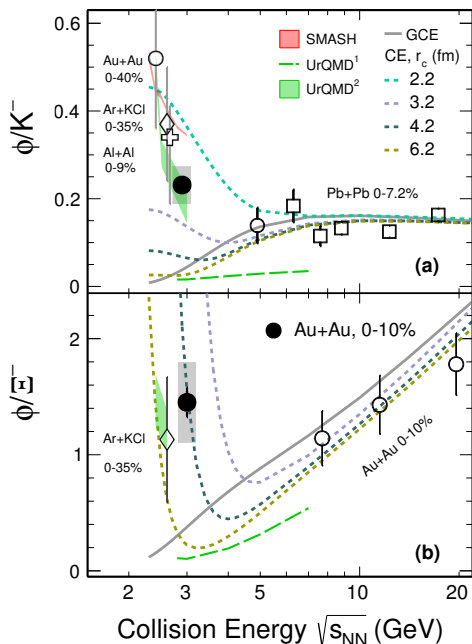 φ/K⁻
0.6
0.4
0.2
0
Au+Au
0-40%
Ar+KCl
0-35%
Al+Al
0-9%
SMASH
UrQMD¹
UrQMD²
GCE
CE, r_c (fm)
2.2
3.2
4.2
6.2
Pb+Pb 0-7.2%
(a)
φ/Ξ⁻
2
1
0
Au+Au, 0-10%
Ar+KCl
0-35%
Au+Au 0-10%
(b)
2 3 4 5 10 20
Collision Energy √s_NN (GeV)